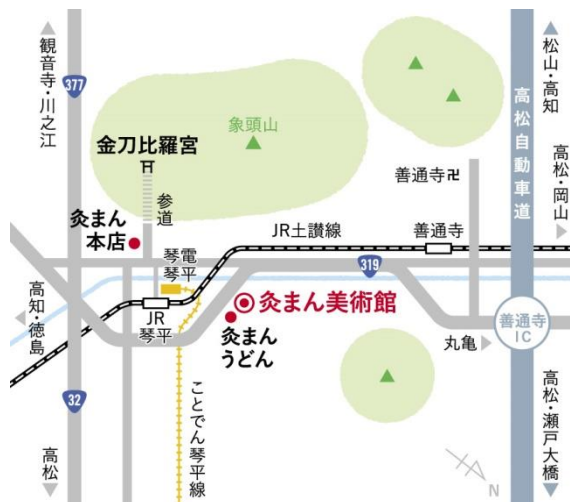 観音寺・川之江
377
金刀比羅宮
象頭山
参道
灸まん
本店
琴電
琴平
JR土讃線
善通寺卍
善通寺
高松自動車道
松山・高知
高松・岡山
319
灸まん美術館
灸まん
うどん
JR
琴平
高知・徳島
32
高松
ことでん琴平線
丸亀
善通寺
IC
高松・瀬戸大橋
N